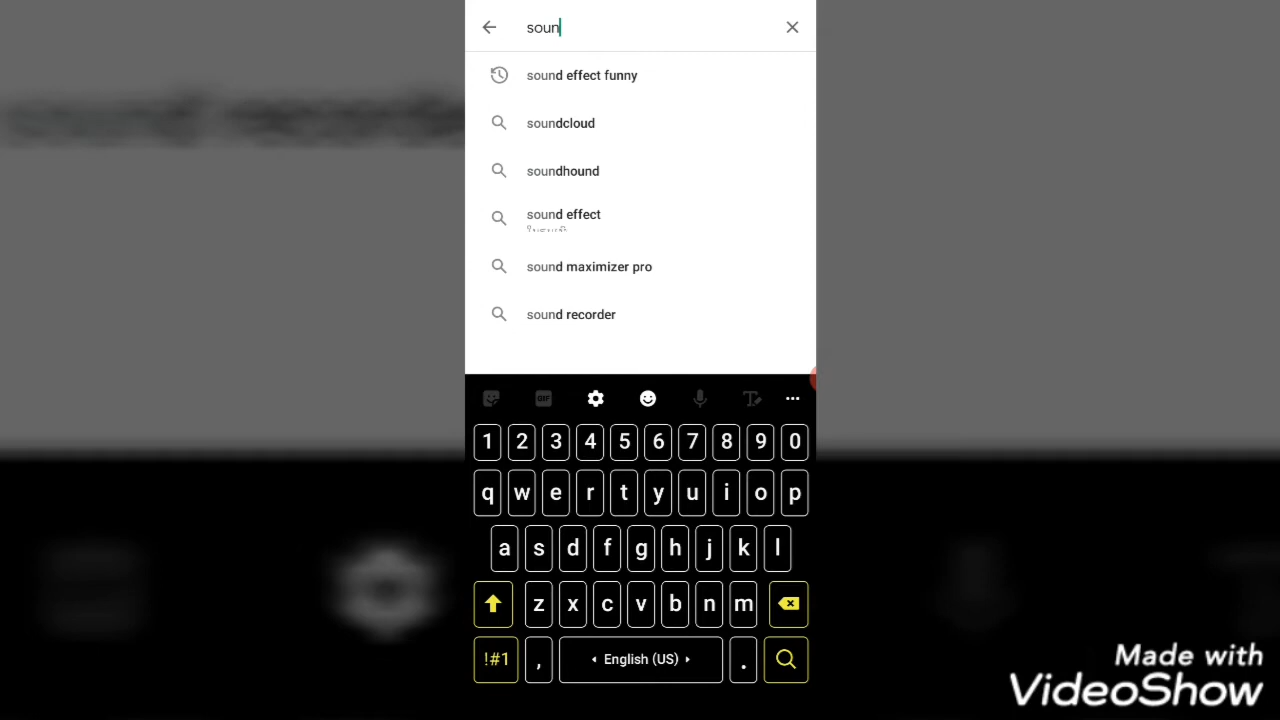 soun
sound effect funny
soundcloud
soundhound
sound effect
sound maximizer pro
sound recorder
GIF
1 2 3 4 5 6 7 8 9 0
q w e r t y u i o p
a s d f g h j k l
z x c v b n m
!#1 , English (US) .
Made with
VideoShow